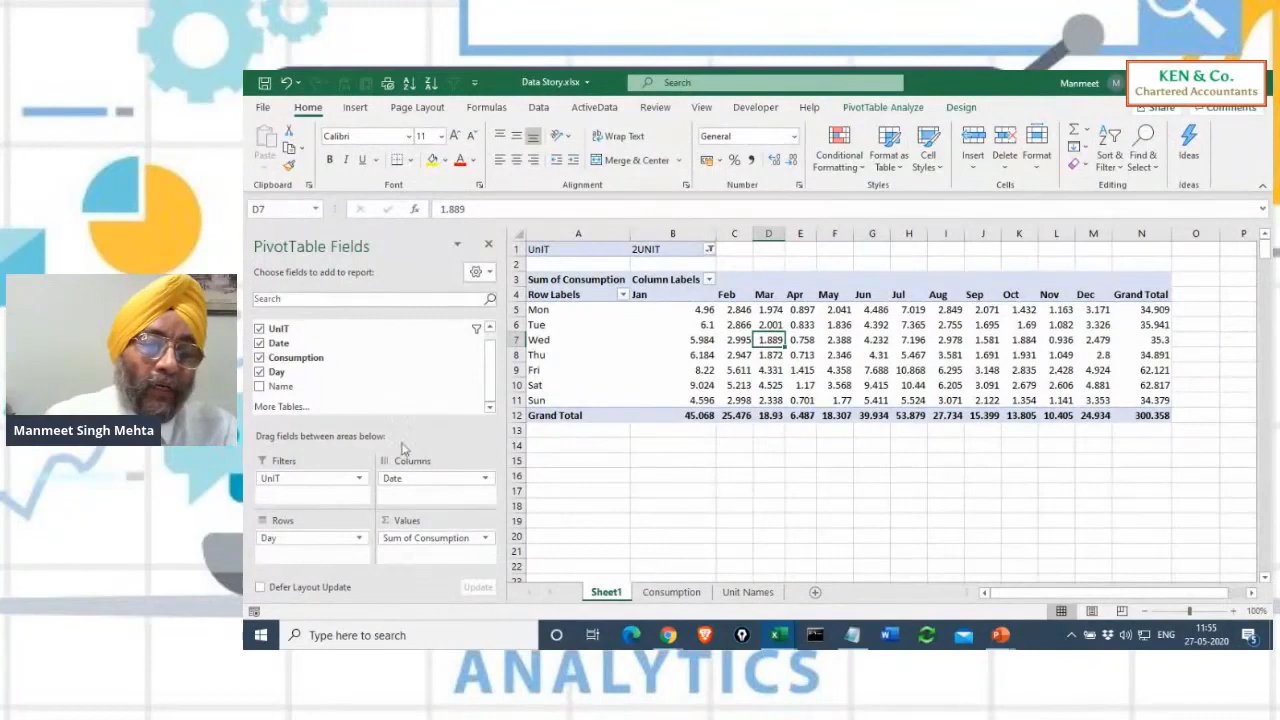 KEN & Co.
Chartered Accountants
Data Story.xlsx
Search
Manmeet
M
File Home Insert Page Layout Formulas Data ActiveData Review View Developer Help PivotTable Analyze Design Share Comments
Calibri 11
Wrap Text
General
Paste
B I U
Merge & Center
Conditional Formatting
Format as Table
Cell Styles
Insert Delete Format
Sort & Filter
Find & Select
Ideas
Clipboard Font Alignment Number Styles Cells Editing Ideas
D7
1.889
PivotTable Fields
Choose fields to add to report:
Search
UnIT
Date
Consumption
Day
Name
More Tables...
Drag fields between areas below:
Filters
Columns
UnIT
Date
Rows
Values
Day
Sum of Consumption
Defer Layout Update
Update
A B C D E F G H I J K L M N O P
1 UnIT 2UNIT
2
3 Sum of Consumption Column Labels
4 Row Labels Jan Feb Mar Apr May Jun Jul Aug Sep Oct Nov Dec Grand Total
5 Mon 4.96 2.846 1.974 0.897 2.041 4.486 7.019 2.849 2.071 1.432 1.163 3.171 34.909
6 Tue 6.1 2.866 2.001 0.833 1.836 4.392 7.365 2.755 1.695 1.69 1.082 3.326 35.941
7 Wed 5.984 2.995 1.889 0.758 2.388 4.232 7.196 2.978 1.581 1.884 0.936 2.479 35.3
8 Thu 6.184 2.947 1.872 0.713 2.346 4.31 5.467 3.581 1.691 1.931 1.049 2.8 34.891
9 Fri 8.22 5.611 4.331 1.415 4.358 7.688 10.868 6.295 3.148 2.835 2.428 4.924 62.121
10 Sat 9.024 5.213 4.525 1.17 3.568 9.415 10.44 6.205 3.091 2.679 2.606 4.881 62.817
11 Sun 4.596 2.998 2.338 0.701 1.77 5.411 5.524 3.071 2.122 1.354 1.141 3.353 34.379
12 Grand Total 45.068 25.476 18.93 6.487 18.307 39.934 53.879 27.734 15.399 13.805 10.405 24.934 300.358
13
14
15
16
17
18
19
20
21
22
Sheet1 Consumption Unit Names
100%
Type here to search
ENG
11:55
27-05-2020
5
Manmeet Singh Mehta
ANALYTICS